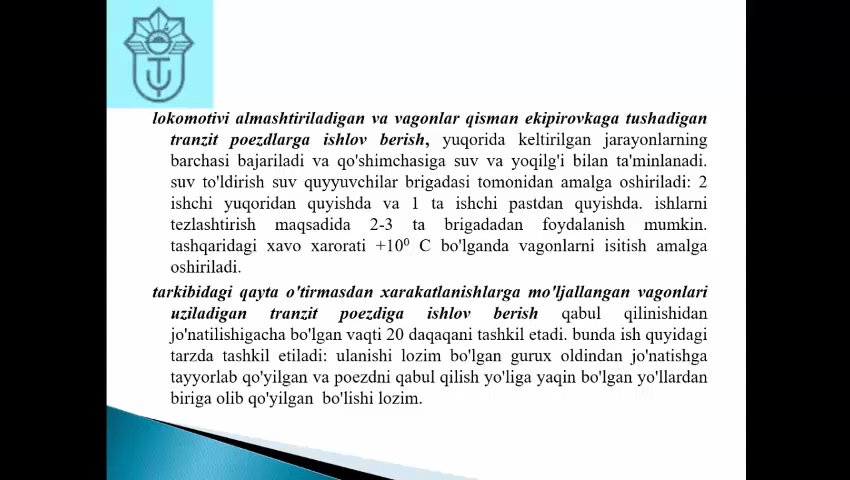 lokomotivi almashtiriladigan va vagonlar qisman ekipirovkaga tushadigan
tranzit poezdlarga ishlov berish, yuqorida keltirilgan jarayonlarning
barchasi bajariladi va qo'shimchasiga suv va yoqilg'i bilan ta'minlanadi.
suv to'ldirish suv quyyuvchilar brigadasi tomonidan amalga oshiriladi: 2
ishchi yuqoridan quyishda va 1 ta ishchi pastdan quyishda. ishlarni
tezlashtirish maqsadida 2-3 ta brigadadan foydalanish mumkin.
tashqaridagi xavo xarorati +10⁰ C bo'lganda vagonlarni isitish amalga
oshiriladi.
tarkibidagi qayta o'tirmasdan xarakatlanishlarga mo'ljallangan vagonlari
uziladigan tranzit poezdiga ishlov berish qabul qilinishidan
jo'natilishigacha bo'lgan vaqti 20 daqaqani tashkil etadi. bunda ish quyidagi
tarzda tashkil etiladi: ulanishi lozim bo'lgan gurux oldindan jo'natishga
tayyorlab qo'yilgan va poezdni qabul qilish yo'liga yaqin bo'lgan yo'llardan
biriga olib qo'yilgan bo'lishi lozim.